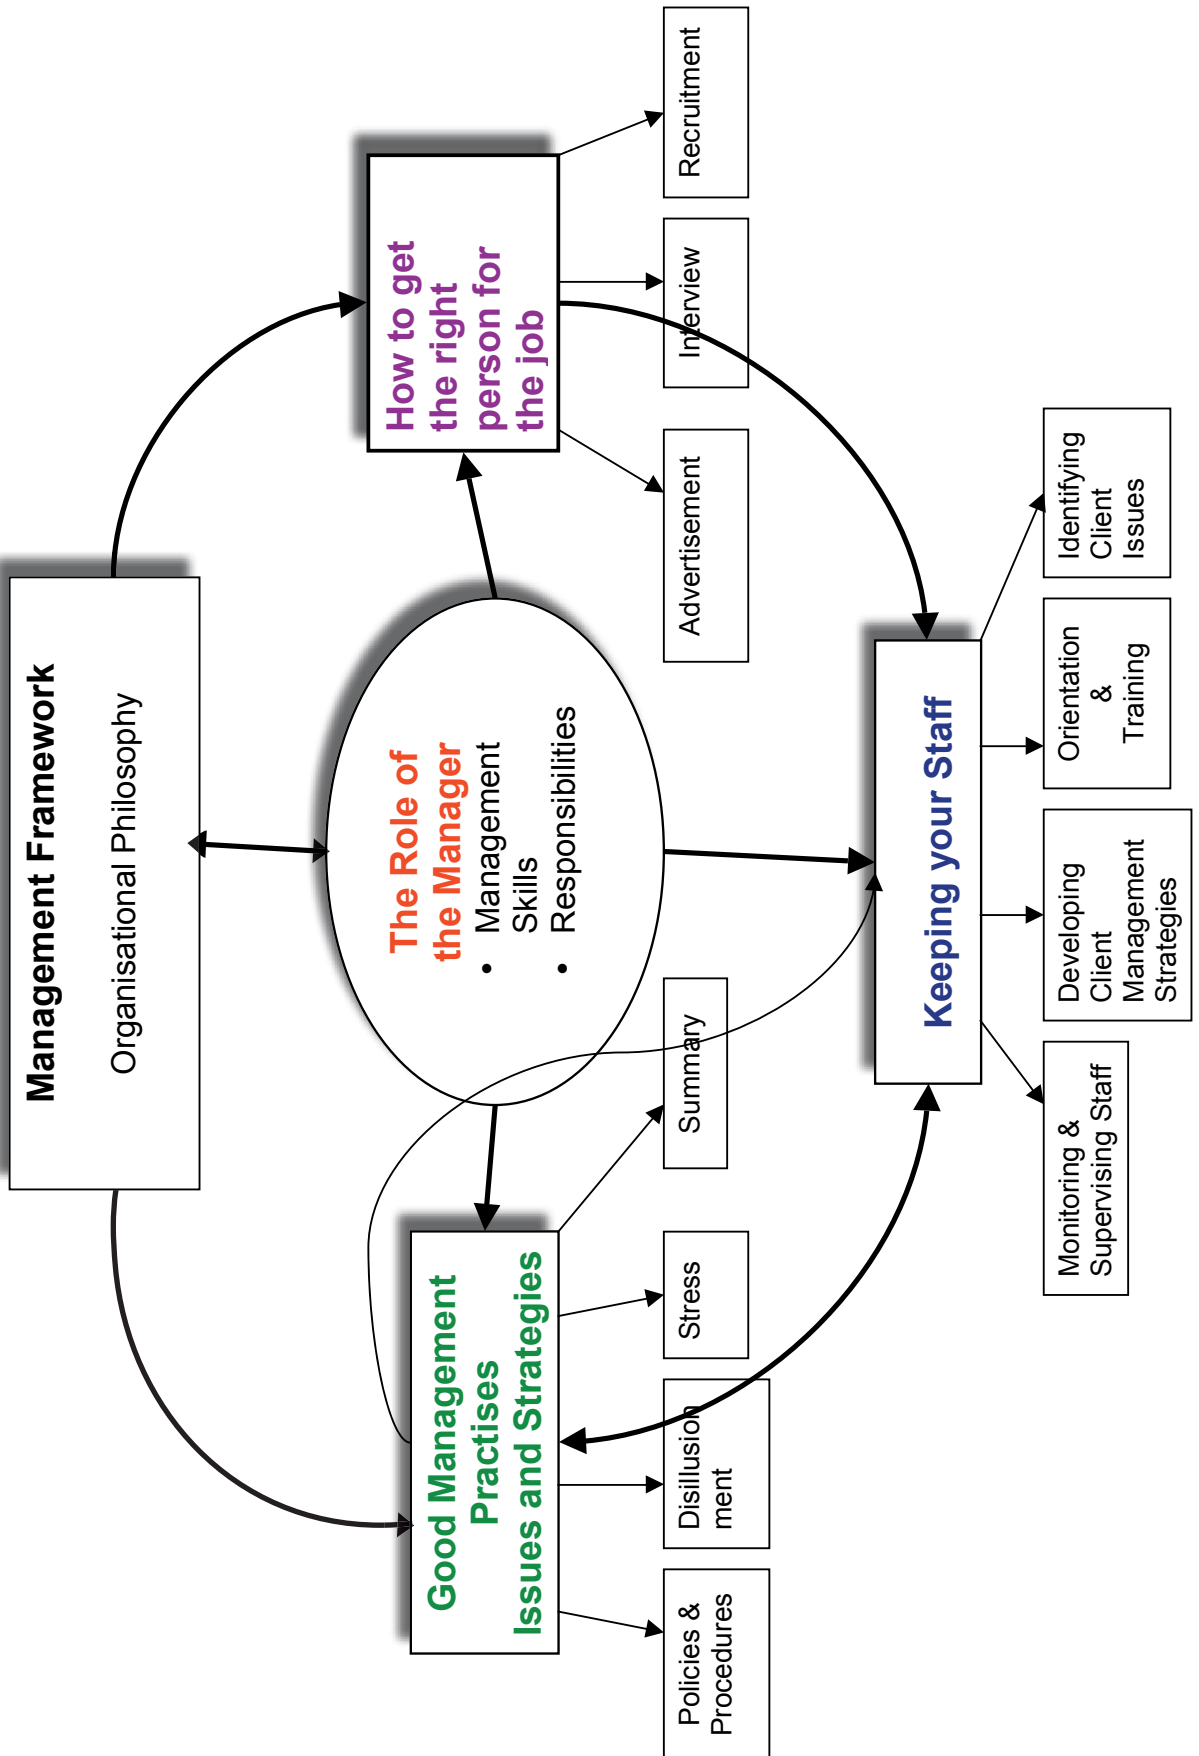 Management Framework
Organisational Philosophy
The Role of
the Manager
• Management
Skills
• Responsibilities
Good Management
Practises
Issues and Strategies
How to get
the right
person for
the job
Policies &
Procedures
Disillusion
ment
Stress
Summary
Advertisement
Interview
Recruitment
Keeping your Staff
Monitoring &
Supervising Staff
Developing
Client
Management
Strategies
Orientation
&
Training
Identifying
Client
Issues